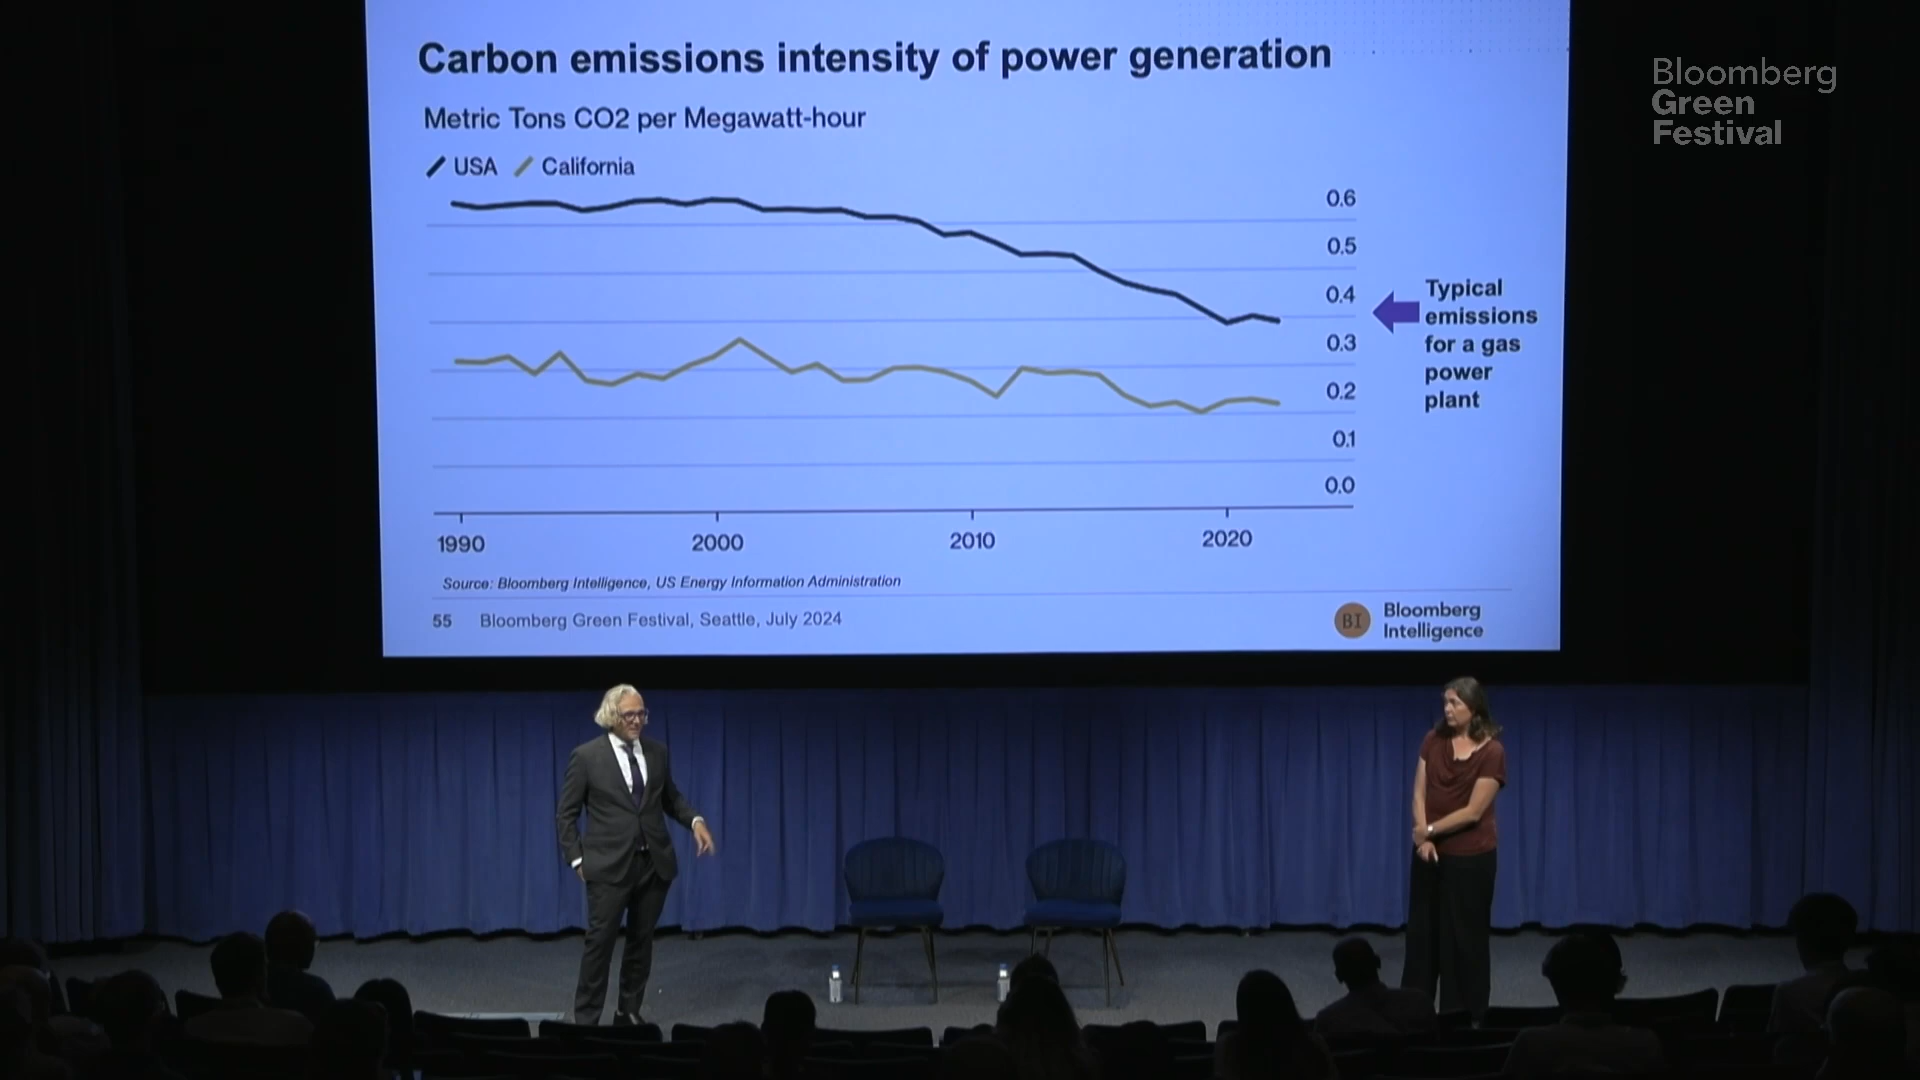 Carbon emissions intensity of power generation
Metric Tons CO2 per Megawatt-hour
USA California
0.6
0.5
0.4
0.3
0.2
0.1
0.0
Typical
emissions
for a gas
power
plant
1990 2000 2010 2020
Source: Bloomberg Intelligence, US Energy Information Administration
55 Bloomberg Green Festival, Seattle, July 2024
BI
Bloomberg
Intelligence
Bloomberg
Green
Festival